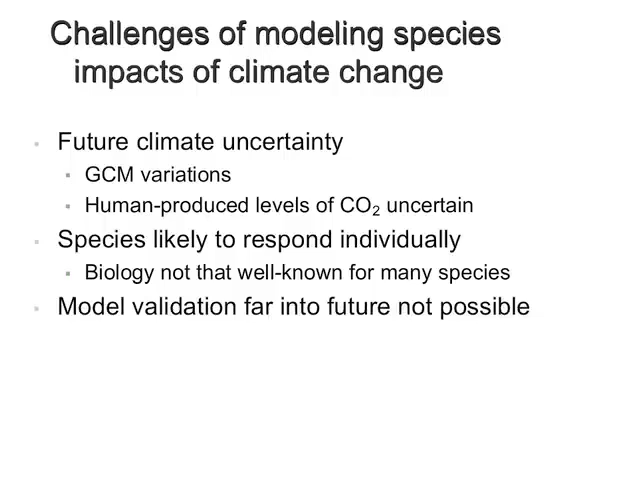 Challenges of modeling species
impacts of climate change
Future climate uncertainty
GCM variations
Human-produced levels of CO₂ uncertain
Species likely to respond individually
Biology not that well-known for many species
Model validation far into future not possible